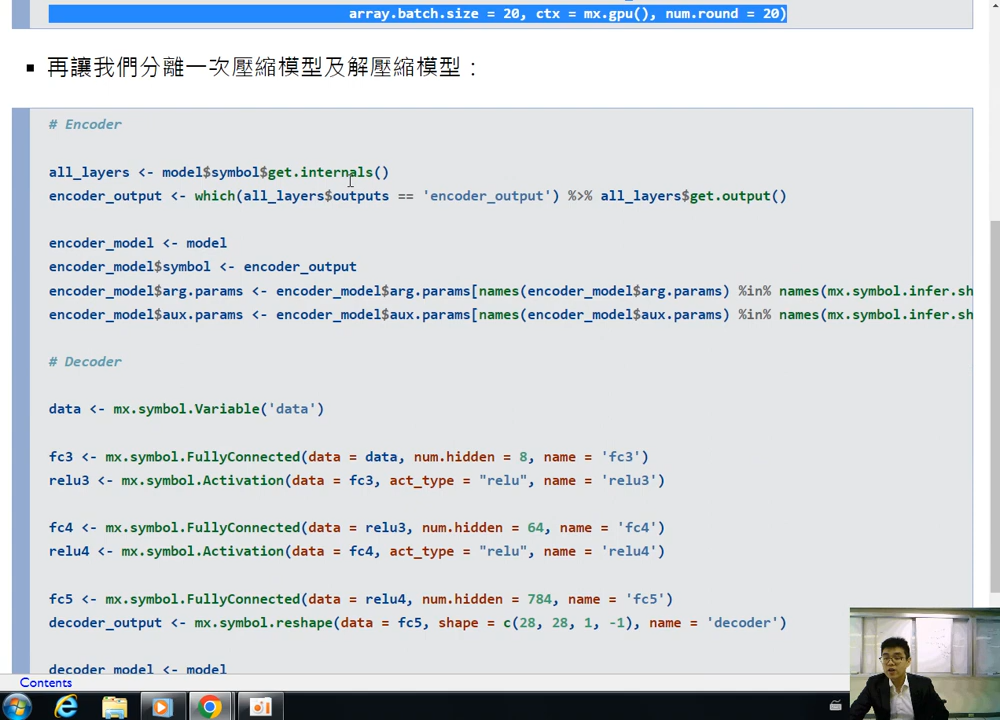 array.batch.size = 20, ctx = mx.gpu(), num.round = 20)
再讓我們分離一次壓縮模型及解壓縮模型：
# Encoder
all_layers <- model$symbol$get.internals()
encoder_output <- which(all_layers$outputs == 'encoder_output') %>% all_layers$get.output()
encoder_model <- model
encoder_model$symbol <- encoder_output
encoder_model$arg.params <- encoder_model$arg.params[names(encoder_model$arg.params) %in% names(mx.symbol.infer.sh
encoder_model$aux.params <- encoder_model$aux.params[names(encoder_model$aux.params) %in% names(mx.symbol.infer.sh
# Decoder
data <- mx.symbol.Variable('data')
fc3 <- mx.symbol.FullyConnected(data = data, num.hidden = 8, name = 'fc3')
relu3 <- mx.symbol.Activation(data = fc3, act_type = "relu", name = 'relu3')
fc4 <- mx.symbol.FullyConnected(data = relu3, num.hidden = 64, name = 'fc4')
relu4 <- mx.symbol.Activation(data = fc4, act_type = "relu", name = 'relu4')
fc5 <- mx.symbol.FullyConnected(data = relu4, num.hidden = 784, name = 'fc5')
decoder_output <- mx.symbol.reshape(data = fc5, shape = c(28, 28, 1, -1), name = 'decoder')
decoder_model <- model
Contents